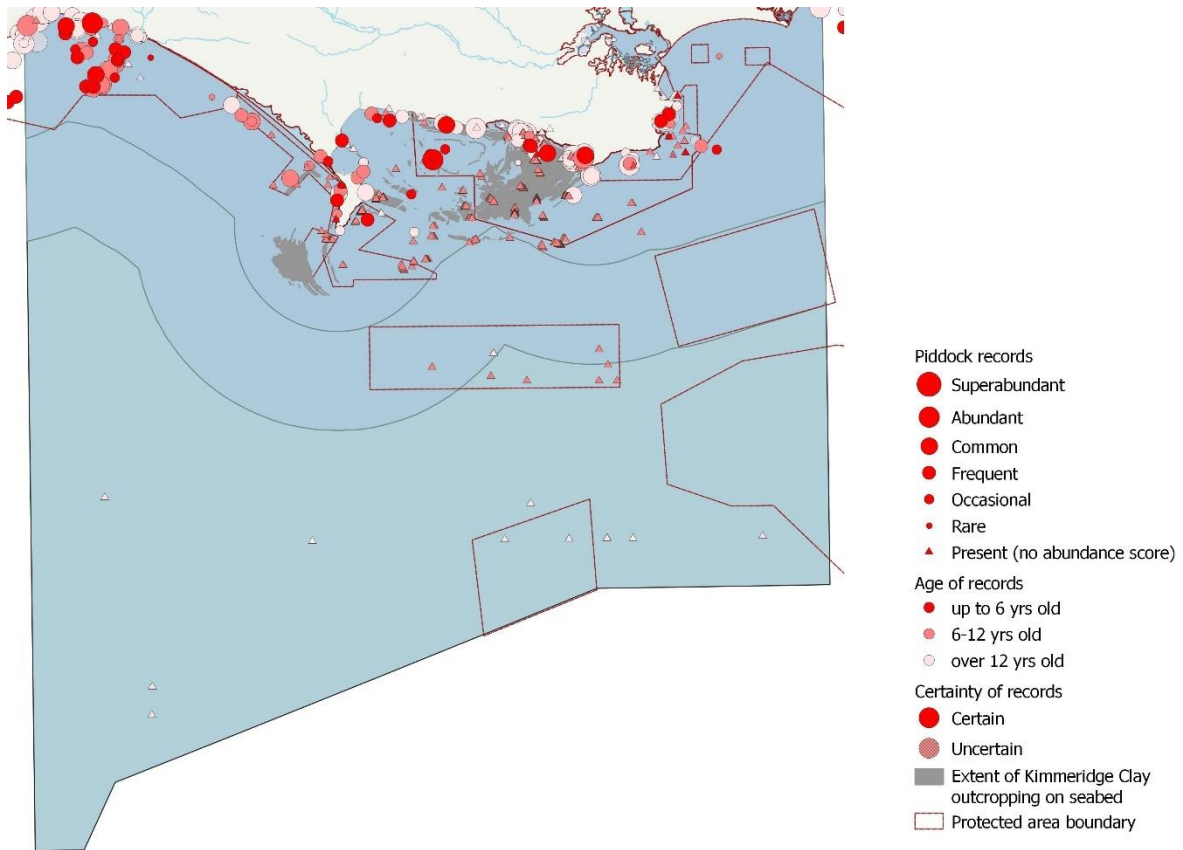 Piddock records
Superabundant
Abundant
Common
Frequent
Occasional
Rare
Present (no abundance score)
Age of records
up to 6 yrs old
6-12 yrs old
over 12 yrs old
Certainty of records
Certain
Uncertain
Extent of Kimmeridge Clay
outcropping on seabed
Protected area boundary